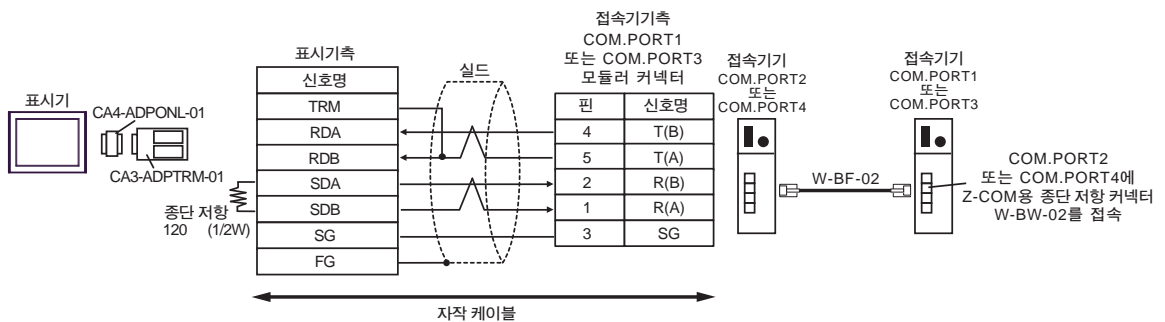 표시기
CA4-ADPONL-01
CA3-ADPTRM-01
종단 저항
120 (1/2W)
표시기측
신호명
TRM
RDA
RDB
SDA
SDB
SG
FG
실드
접속기기측
COM.PORT1
또는 COM.PORT3
모듈러 커넥터
핀 신호명
4 T(B)
5 T(A)
2 R(B)
1 R(A)
3 SG
자작 케이블
접속기기
COM.PORT2
또는
COM.PORT4
W-BF-02
접속기기
COM.PORT1
또는
COM.PORT3
COM.PORT2
또는 COM.PORT4에
Z-COM용 종단 저항 커넥터
W-BW-02를 접속